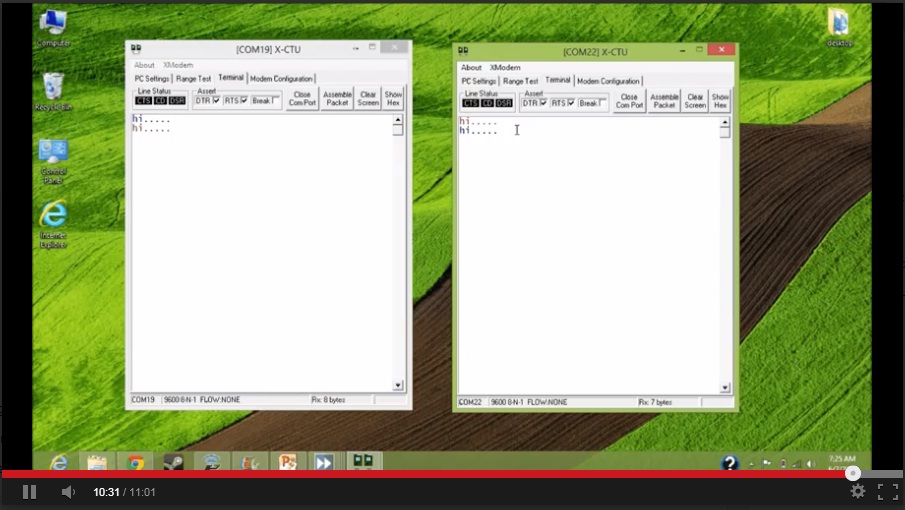 Computer
Recycle Bin
Control
Panel
Internet
Explorer
desktop
[COM19] X-CTU
About XModem
PC Settings Range Test Terminal Modem Configuration
Line Status
CTS CD DSR
Assert
DTR RTS Break
Close
Com Port
Assemble
Packet
Clear
Screen
Show
Hex
hi.....
hi.....
COM19 9600 8-N-1 FLOW:NONE Rx: 8 bytes
[COM22] X-CTU
About XModem
PC Settings Range Test Terminal Modem Configuration
Line Status
CTS CD DSR
Assert
DTR RTS Break
Close
Com Port
Assemble
Packet
Clear
Screen
Show
Hex
hi.....
hi.....
COM22 9600 8-N-1 FLOW:NONE Rx: 7 bytes
7:25 AM
10:31 / 11:01